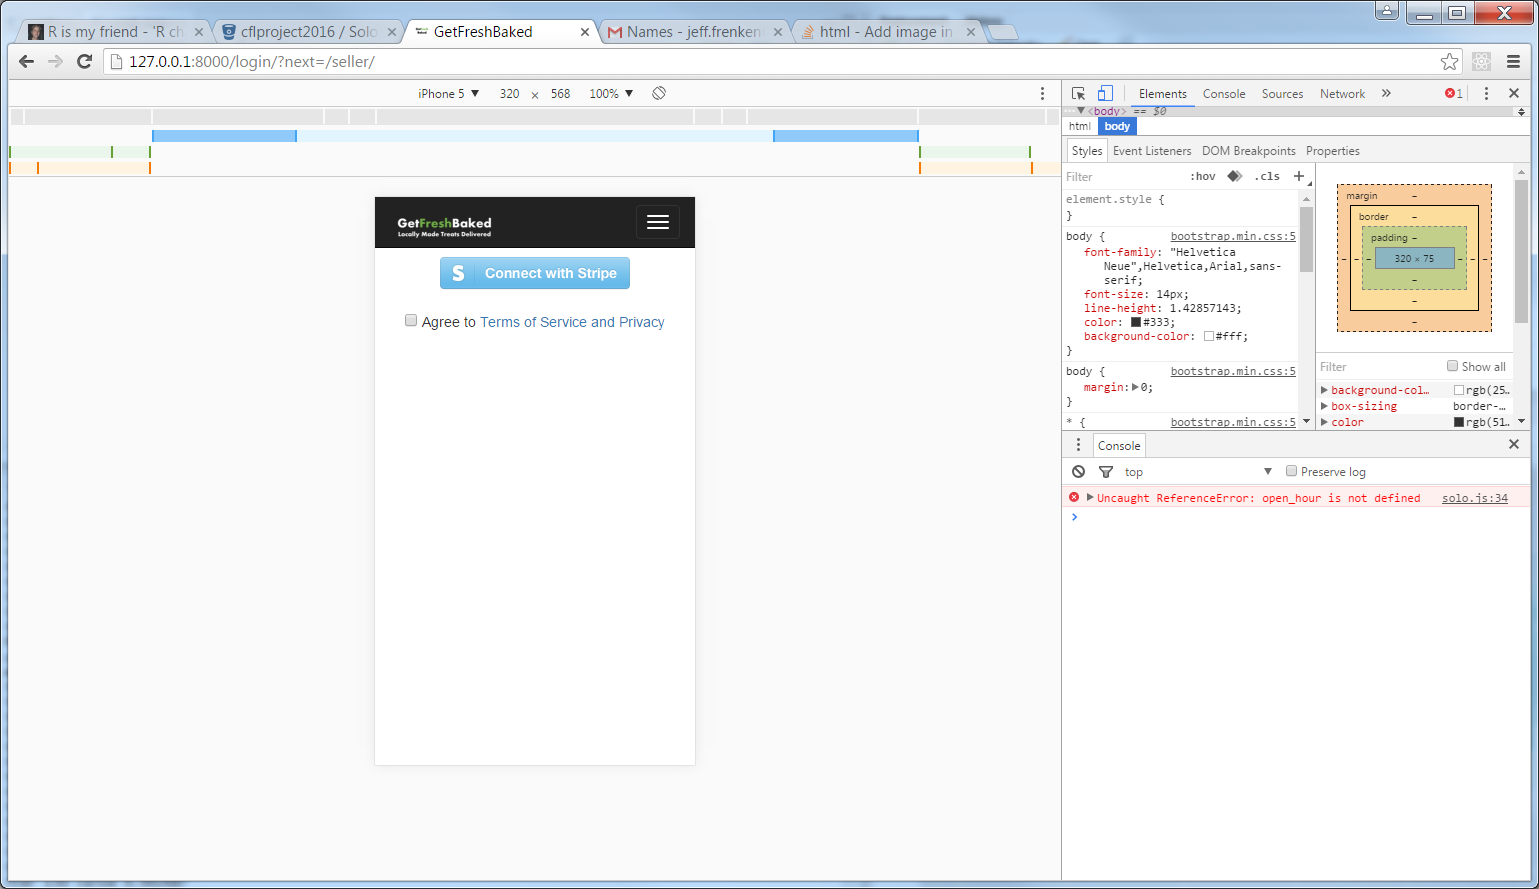 R is my friend - 'R ch
cflproject2016 / Solo
GetFreshBaked
Names - jeff.frenken
html - Add image in
127.0.0.1:8000/login/?next=/seller/
iPhone 5 ▼ 320 × 568 100% ▼
Elements Console Sources Network » 1
<body> == $0
html body
Styles Event Listeners DOM Breakpoints Properties
Filter :hov .cls +
element.style {
}
body { bootstrap.min.css:5
font-family: "Helvetica
Neue",Helvetica,Arial,sans-
serif;
font-size: 14px;
line-height: 1.42857143;
color: #333;
background-color: #fff;
}
body { bootstrap.min.css:5
margin: 0;
}
* { bootstrap.min.css:5
margin –
border –
padding –
– – – 320 × 75 – – –
–
–
–
Filter Show all
background-col… rgb(25…
box-sizing border-…
color rgb(51…
GetFreshBaked
Locally Made Treats Delivered
S Connect with Stripe
Agree to Terms of Service and Privacy
Console
top ▼ Preserve log
Uncaught ReferenceError: open_hour is not defined solo.js:34
>